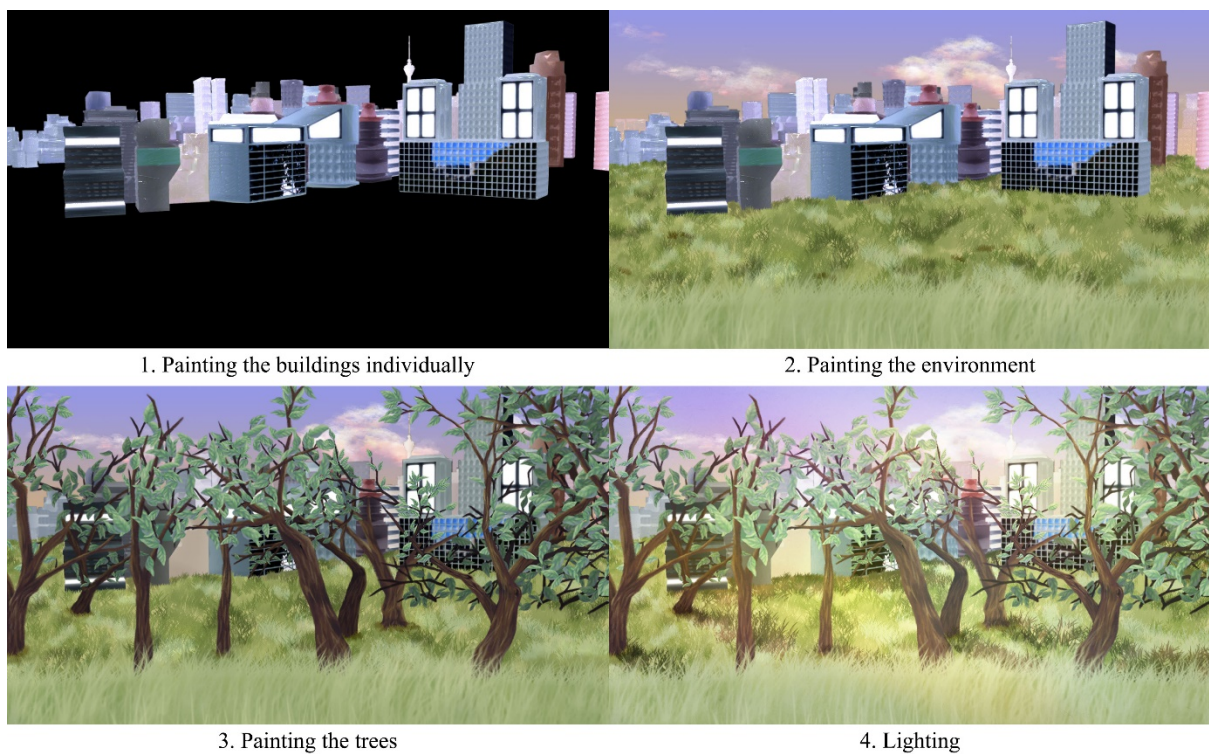 1. Painting the buildings individually
2. Painting the environment
3. Painting the trees
4. Lighting